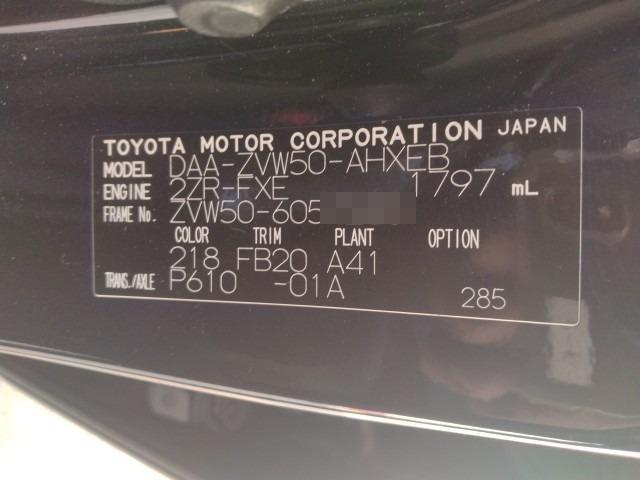 TOYOTA MOTOR CORPORATION JAPAN
MODEL DAA-ZVW50-AHXEB
ENGINE 2ZR-FXE 1797 mL
FRAME No. ZVW50-605
COLOR TRIM PLANT OPTION
218 FB20 A41
TRANS./AXLE P610 -01A
285